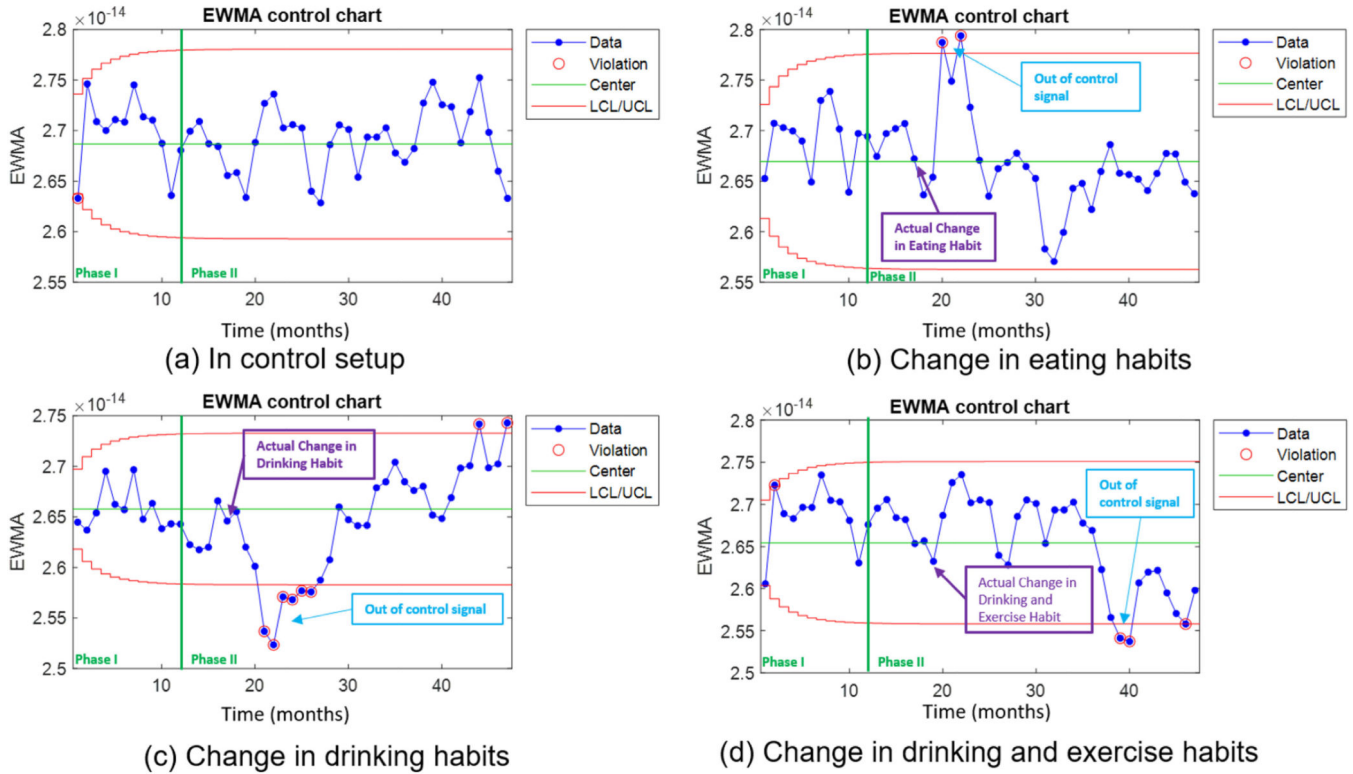 EWMA control chart
×10⁻¹⁴
2.8
2.75
2.7
2.65
2.6
2.55
EWMA
Phase I
Phase II
10
20
30
40
Time (months)
Data
Violation
Center
LCL/UCL
(a) In control setup
EWMA control chart
×10⁻¹⁴
2.8
2.75
2.7
2.65
2.6
2.55
EWMA
Out of control
signal
Actual Change
in Eating Habit
Phase I
Phase II
10
20
30
40
Time (months)
Data
Violation
Center
LCL/UCL
(b) Change in eating habits
EWMA control chart
×10⁻¹⁴
2.75
2.7
2.65
2.6
2.55
2.5
EWMA
Actual Change in
Drinking Habit
Out of control signal
Phase I
Phase II
10
20
30
40
Time (months)
Data
Violation
Center
LCL/UCL
(c) Change in drinking habits
EWMA control chart
×10⁻¹⁴
2.8
2.75
2.7
2.65
2.6
2.55
2.5
EWMA
Out of
control signal
Actual Change in
Drinking and
Exercise Habit
Phase I
Phase II
10
20
30
40
Time (months)
Data
Violation
Center
LCL/UCL
(d) Change in drinking and exercise habits